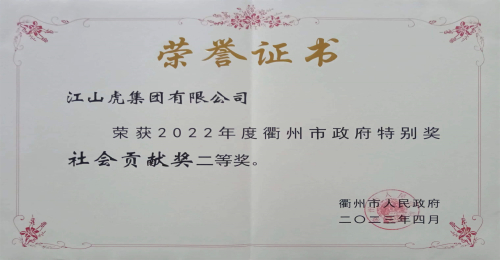 荣誉证书
江山虎集团有限公司
荣获2022年度衢州市政府特别奖
社会贡献奖二等奖。
衢州市人民政府
二〇二三年四月